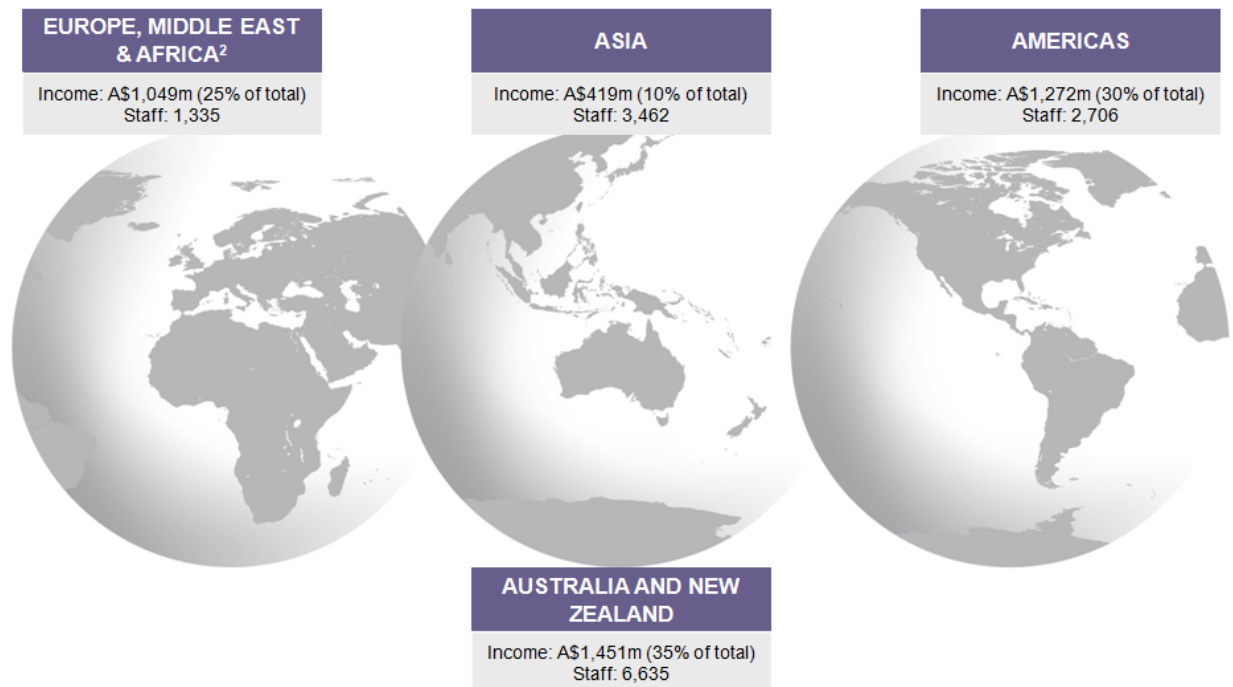 EUROPE, MIDDLE EAST
& AFRICA²
Income: A$1,049m (25% of total)
Staff: 1,335
ASIA
Income: A$419m (10% of total)
Staff: 3,462
AMERICAS
Income: A$1,272m (30% of total)
Staff: 2,706
AUSTRALIA AND NEW
ZEALAND
Income: A$1,451m (35% of total)
Staff: 6,635